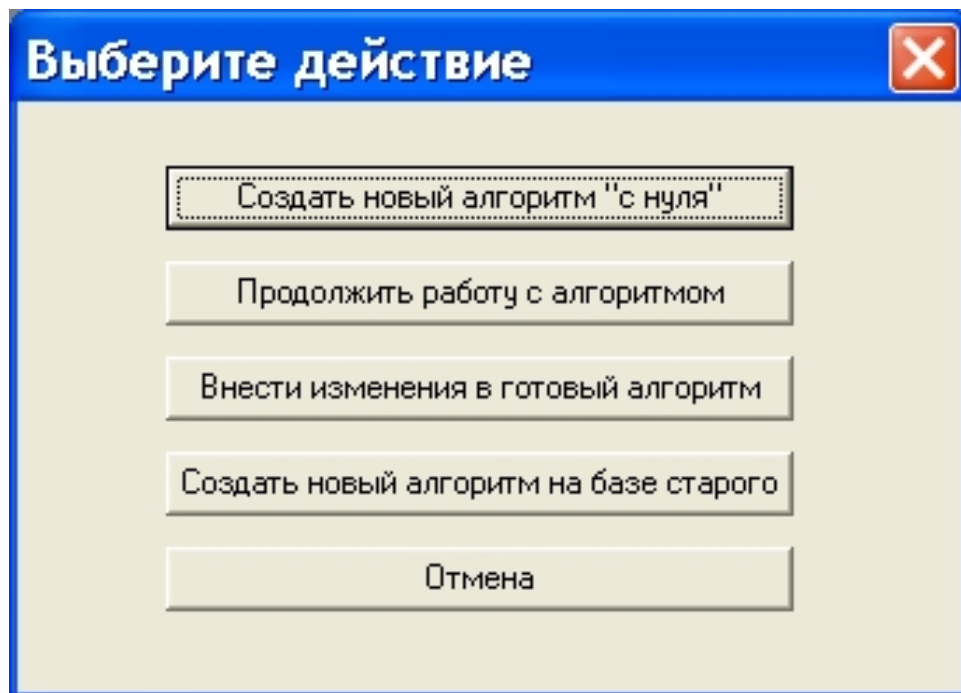 Выберите действие
Создать новый алгоритм "с нуля"
Продолжить работу с алгоритмом
Внести изменения в готовый алгоритм
Создать новый алгоритм на базе старого
Отмена